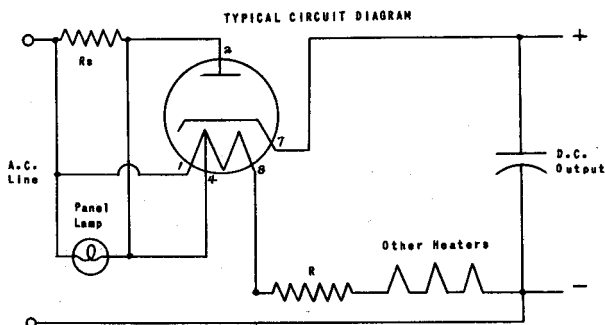 TYPICAL CIRCUIT DIAGRAM
Rs
2
+
7
A.C.
Line
1
4
8
D.C.
Output
Panel
Lamp
Other Heaters
R
−